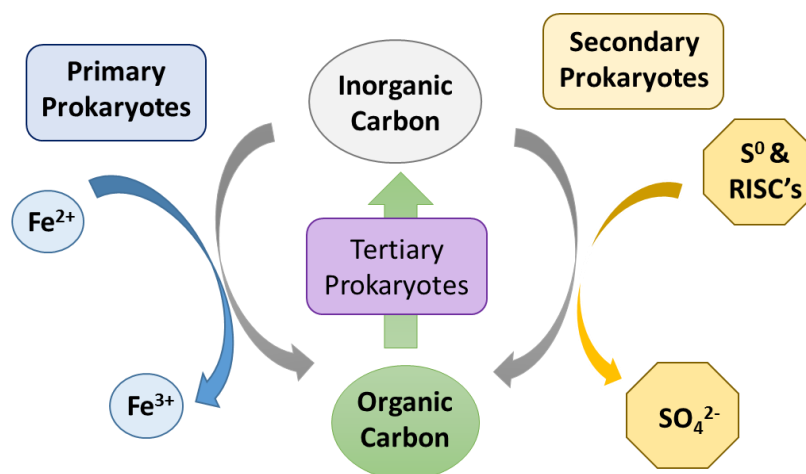 Primary
Prokaryotes
Inorganic
Carbon
Secondary
Prokaryotes
S⁰ &
RISC's
Fe²⁺
Tertiary
Prokaryotes
Fe³⁺
Organic
Carbon
SO₄²⁻